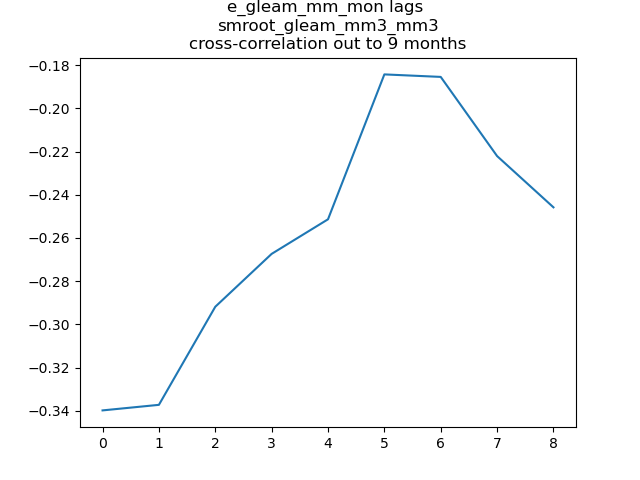 e_gleam_mm_mon lags
smroot_gleam_mm3_mm3
cross-correlation out to 9 months
−0.18
−0.20
−0.22
−0.24
−0.26
−0.28
−0.30
−0.32
−0.34
0 1 2 3 4 5 6 7 8